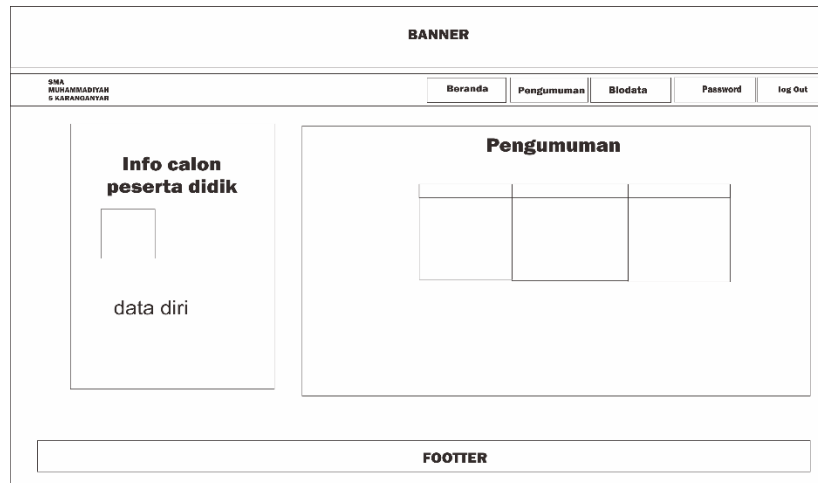 BANNER
SMA
MUHAMMADIYAH
5 KARANGANYAR
Beranda
Pengumuman
Biodata
Password
log Out
Info calon
peserta didik
data diri
Pengumuman
FOOTTER